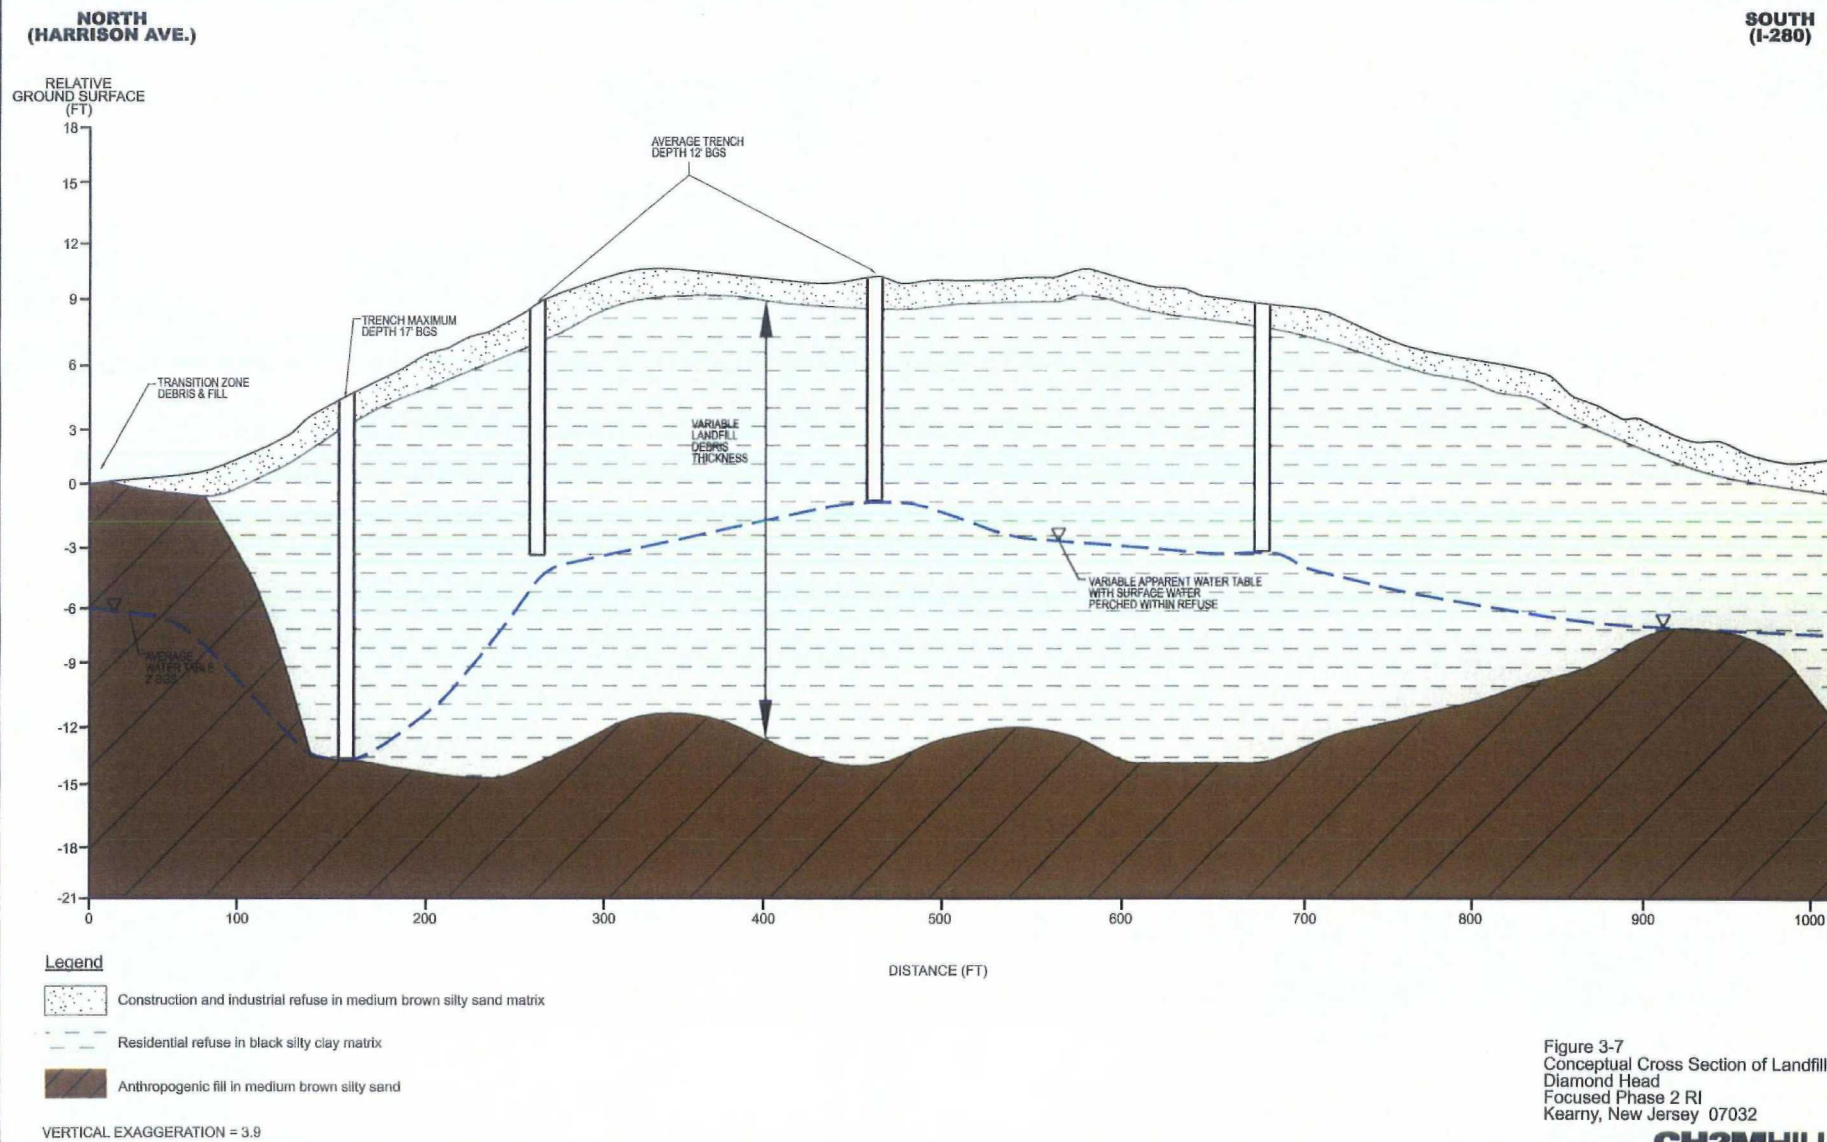 NORTH
(HARRISON AVE.)
SOUTH
(I-280)
RELATIVE
GROUND SURFACE
(FT)
18
15
12
9
6
3
0
-3
-6
-9
-12
-15
-18
-21
AVERAGE TRENCH
DEPTH 12' BGS
TRENCH MAXIMUM
DEPTH 17' BGS
TRANSITION ZONE
DEBRIS & FILL
VARIABLE
LANDFILL
DEBRIS
THICKNESS
VARIABLE APPARENT WATER TABLE
WITH SURFACE WATER
PERCHED WITHIN REFUSE
AVERAGE
WATER TABLE
BGS
0 100 200 300 400 500 600 700 800 900 1000
DISTANCE (FT)
Legend
Construction and industrial refuse in medium brown silty sand matrix
Residential refuse in black silty clay matrix
Anthropogenic fill in medium brown silty sand
VERTICAL EXAGGERATION = 3.9
Figure 3-7
Conceptual Cross Section of Landfill
Diamond Head
Focused Phase 2 RI
Kearny, New Jersey 07032